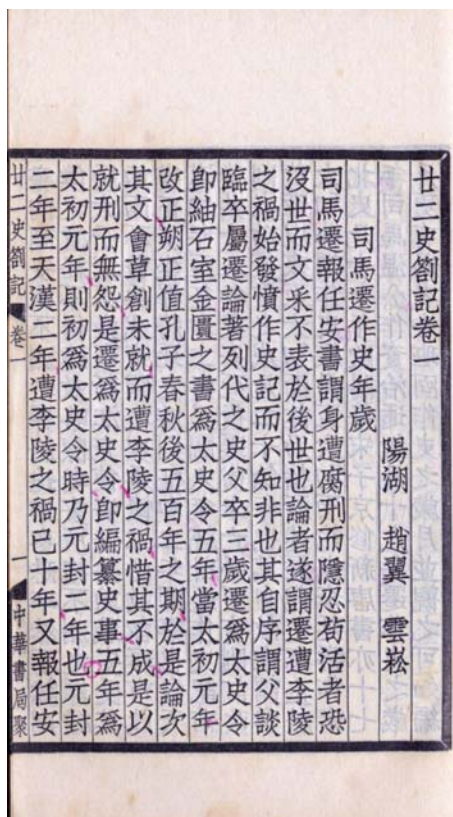 廿二史劄記卷一
陽湖 趙翼 雲崧
司馬遷作史年歲
司馬遷報任安書謂身遭腐刑而隱忍苟活者恐
沒世而文采不表於後世也論者遂謂遷遭李陵
之禍始發憤作史記而不知非也其自序謂父談
臨卒屬遷論著列代之史父卒三歲遷爲太史令
卽紬石室金匱之書爲太史令五年當太初元年
改正朔正值孔子春秋後五百年之期於是論次
其文會草創未就而遭李陵之禍惜其不成是以
就刑而無怨是遷爲太史令卽編纂史事五年爲
太初元年則初爲太史令時乃元封二年也元封
二年至天漢二年遭李陵之禍已十年又報任安
廿二史劄記 卷一 一 中華書局聚